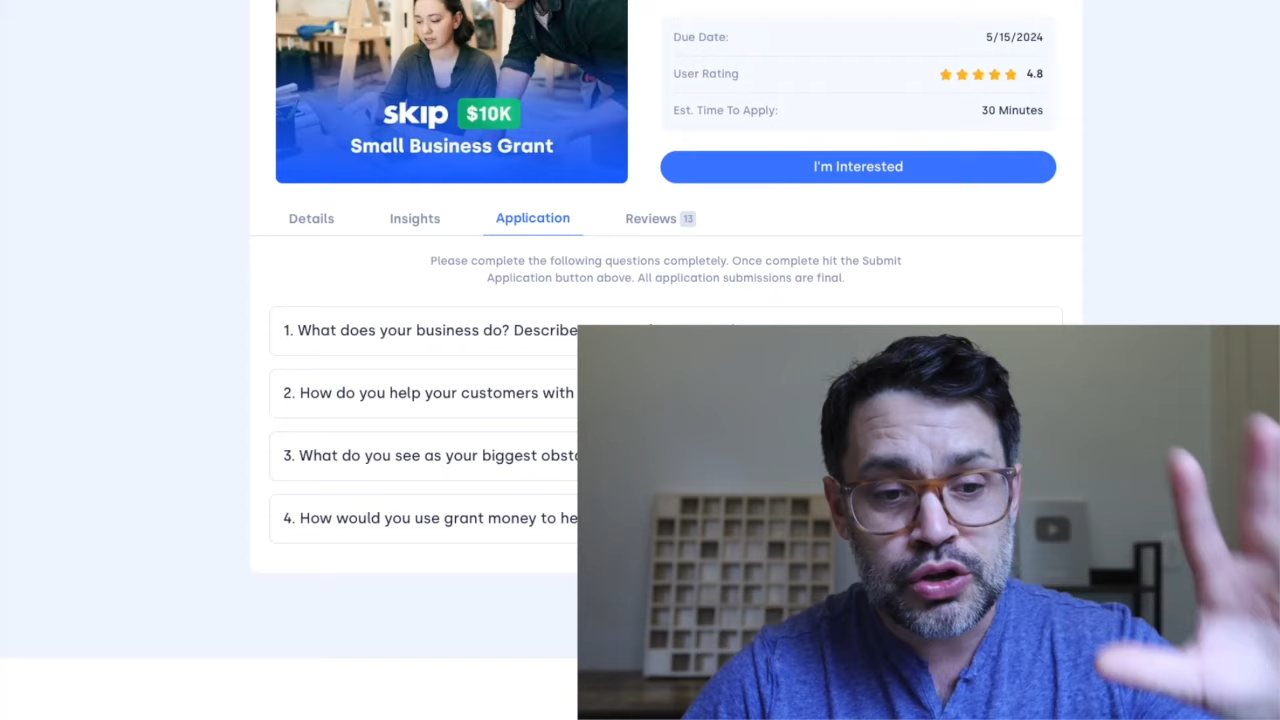 skip $10K
Small Business Grant
Due Date: 5/15/2024
User Rating 4.8
Est. Time To Apply: 30 Minutes
I'm Interested
Details Insights Application Reviews 13
Please complete the following questions completely. Once complete hit the Submit
Application button above. All application submissions are final.
1. What does your business do? Describe
2. How do you help your customers with
3. What do you see as your biggest
4. How would you use grant money to